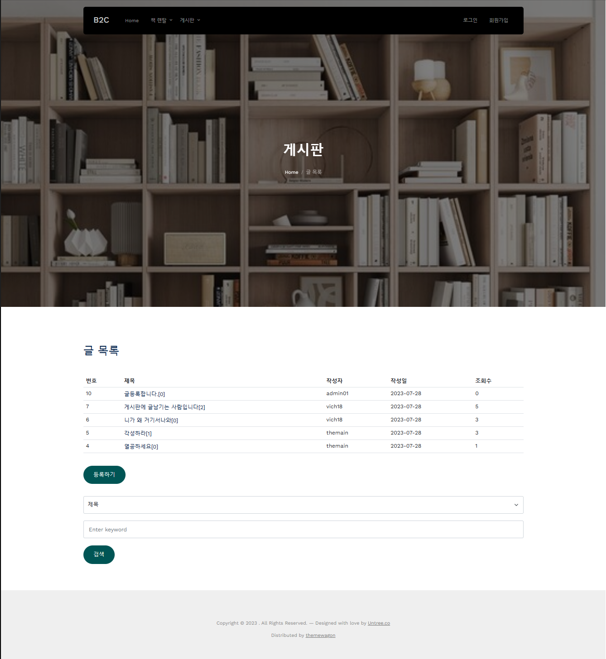 B2C Home 책 렌탈 게시판 로그인 회원가입
게시판
Home / 글 목록
글 목록
번호 제목 작성자 작성일 조회수
10 글등록합니다.[0] admin01 2023-07-28 0
7 게시판에 글남기는 사람입니다[2] vich18 2023-07-28 5
6 니가 왜 거기서나와[0] vich18 2023-07-28 3
5 각성하라[1] themain 2023-07-28 3
4 열공하세요[0] themain 2023-07-28 1
등록하기
제목
Enter keyword
검색
Copyright © 2023 . All Rights Reserved. — Designed with love by Untree.co
Distributed by themewagon